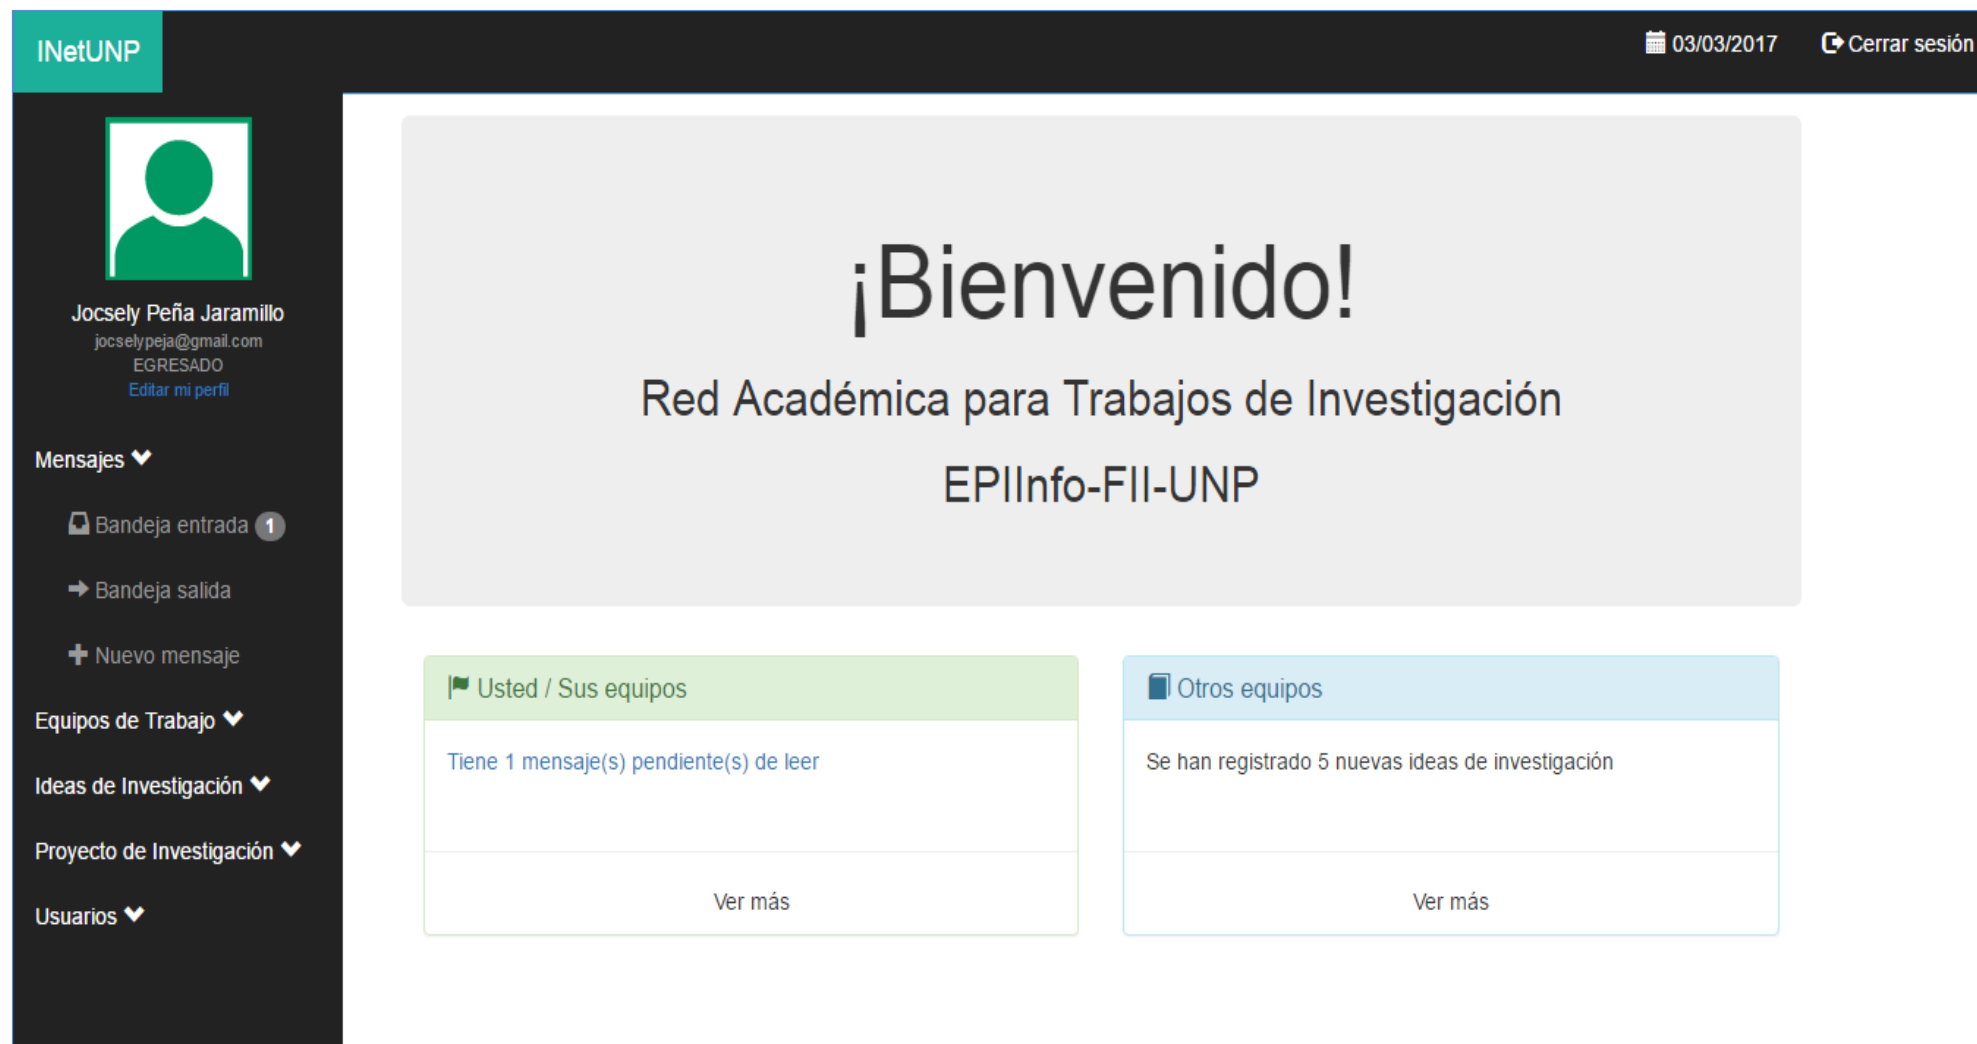 INetUNP
03/03/2017
Cerrar sesión
Jocsely Peña Jaramillo
jocselypeja@gmail.com
EGRESADO
Editar mi perfil
Mensajes
Bandeja entrada 1
Bandeja salida
Nuevo mensaje
Equipos de Trabajo
Ideas de Investigación
Proyecto de Investigación
Usuarios
¡Bienvenido!
Red Académica para Trabajos de Investigación
EPIInfo-FII-UNP
Usted / Sus equipos
Tiene 1 mensaje(s) pendiente(s) de leer
Ver más
Otros equipos
Se han registrado 5 nuevas ideas de investigación
Ver más